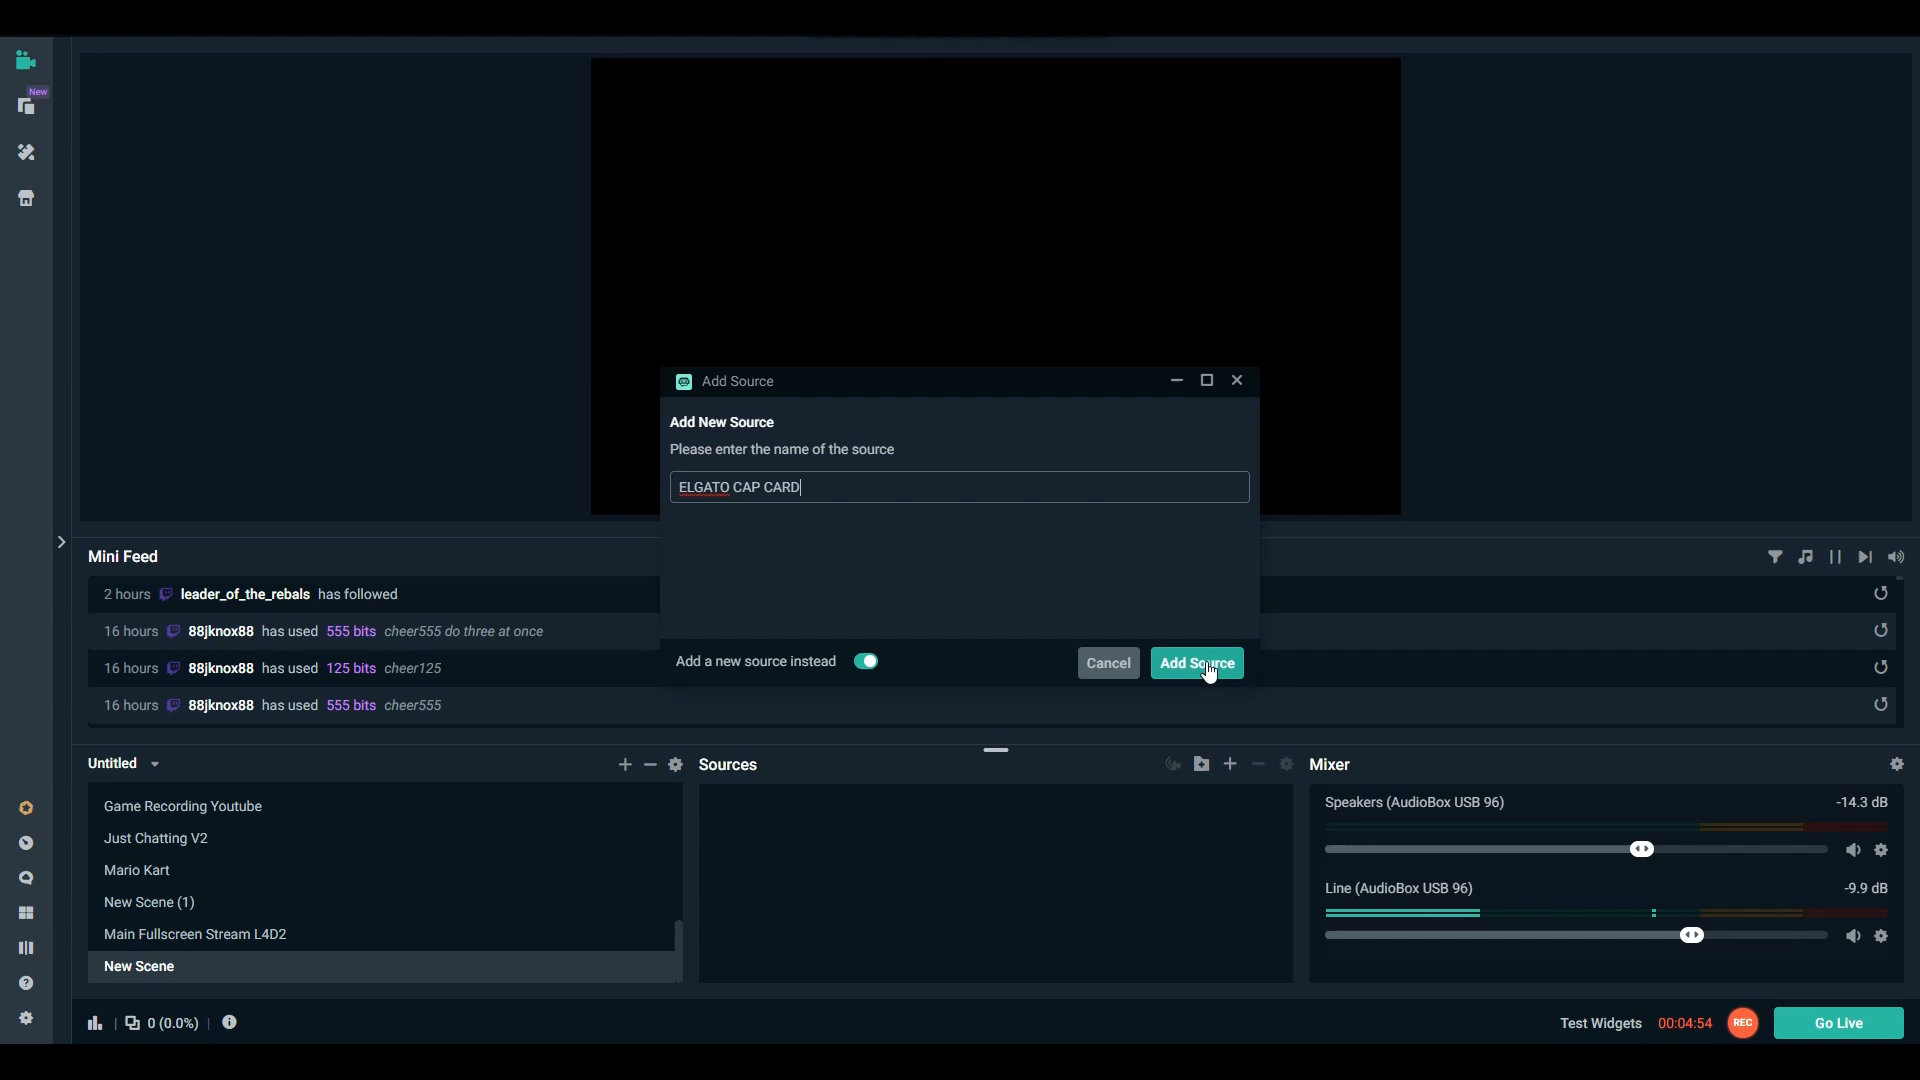 New
Add Source
Add New Source
Please enter the name of the source
ELGATO CAP CARD
Add a new source instead
Cancel
Add Source
Mini Feed
2 hours leader_of_the_rebals has followed
16 hours 88jknox88 has used 555 bits cheer555 do three at once
16 hours 88jknox88 has used 125 bits cheer125
16 hours 88jknox88 has used 555 bits cheer555
Untitled
Game Recording Youtube
Just Chatting V2
Mario Kart
New Scene (1)
Main Fullscreen Stream L4D2
New Scene
Sources
Mixer
Speakers (AudioBox USB 96) -14.3 dB
Line (AudioBox USB 96) -9.9 dB
0 (0.0%)
Test Widgets 00:04:54 REC Go Live